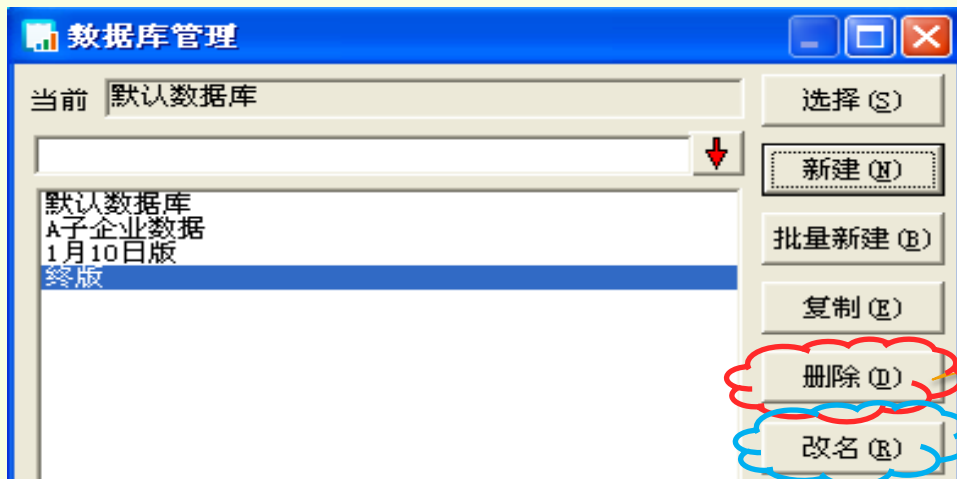 数据库管理
当前 默认数据库
选择(S)
新建(N)
默认数据库
A子企业数据
1月10日版
终版
批量新建(B)
复制(E)
删除(D)
改名(R)